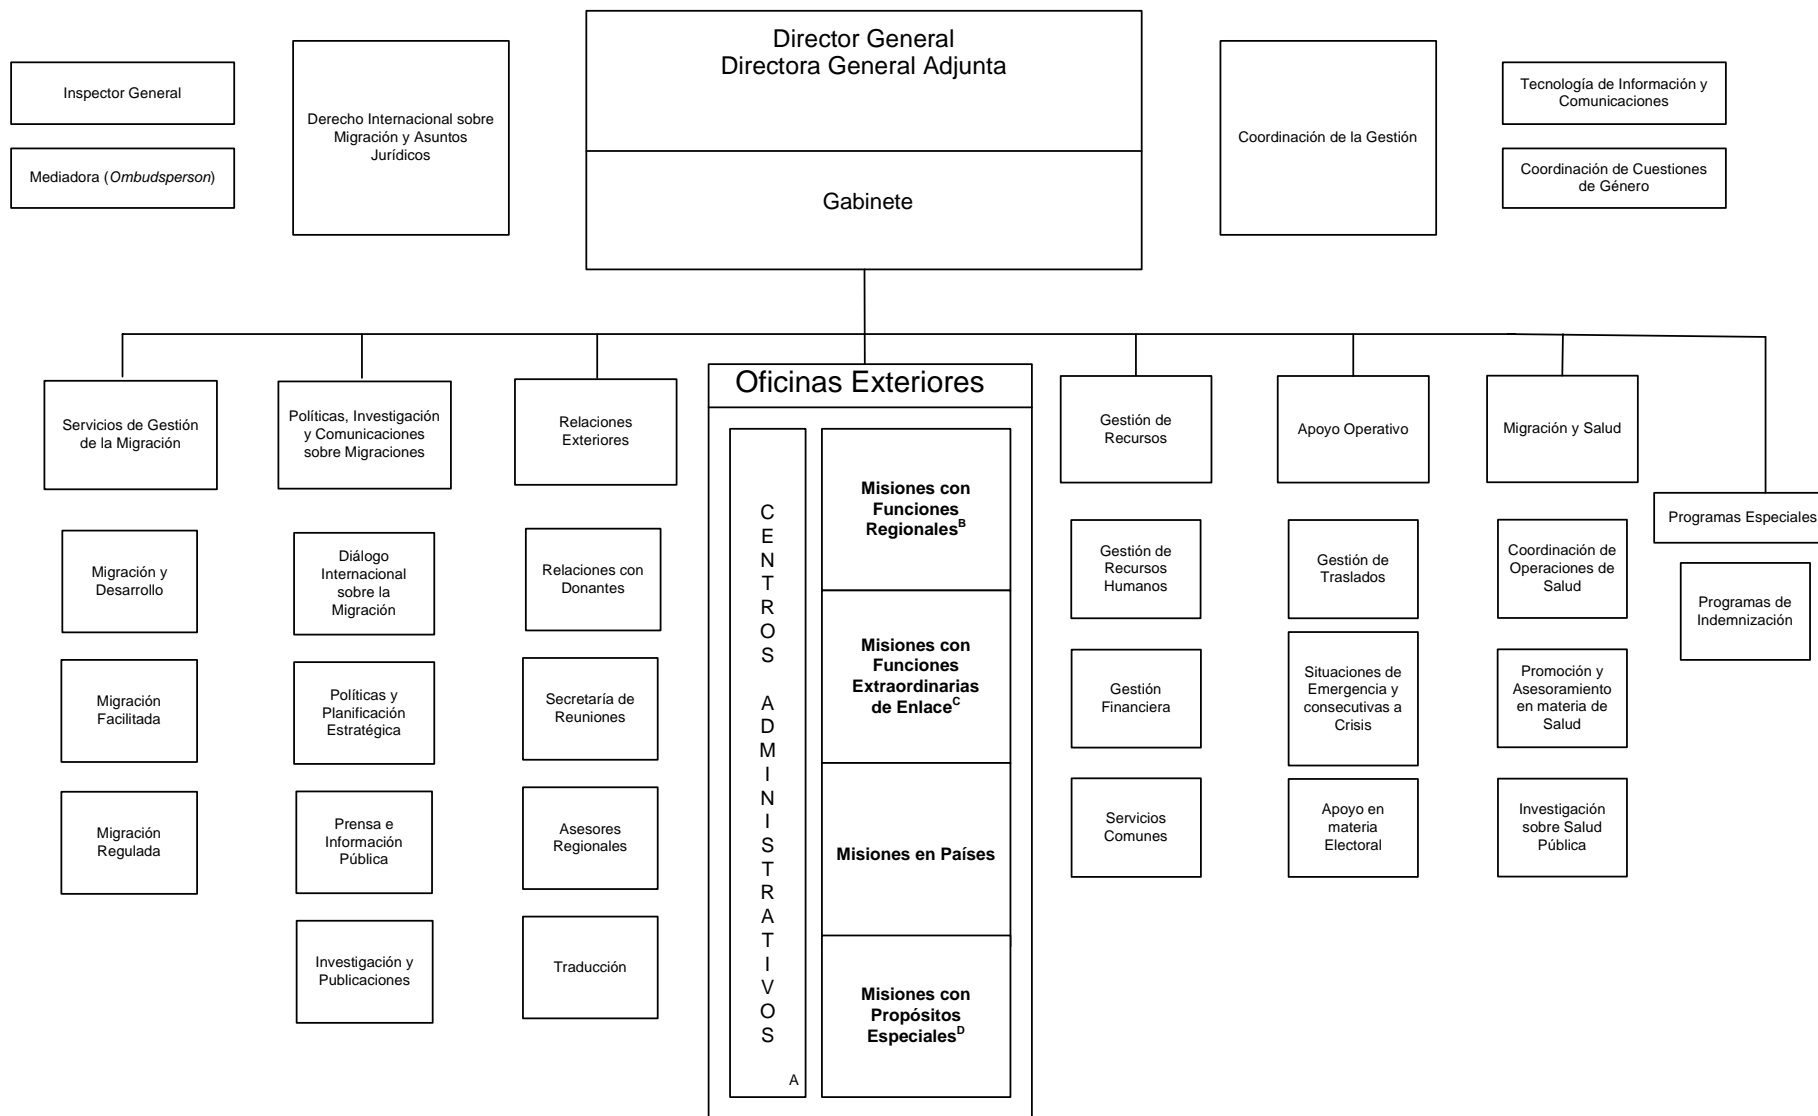 Director General
Directora General Adjunta
Gabinete
Inspector General
Mediadora (Ombudsperson)
Derecho Internacional sobre
Migración y Asuntos
Jurídicos
Coordinación de la Gestión
Tecnología de Información y
Comunicaciones
Coordinación de Cuestiones
de Género
Servicios de Gestión
de la Migración
Migración y
Desarrollo
Migración
Facilitada
Migración
Regulada
Políticas, Investigación
y Comunicaciones
sobre Migraciones
Diálogo
Internacional
sobre la
Migración
Políticas y
Planificación
Estratégica
Prensa e
Información
Pública
Investigación y
Publicaciones
Relaciones
Exteriores
Relaciones con
Donantes
Secretaría de
Reuniones
Asesores
Regionales
Traducción
Oficinas Exteriores
CENTROS ADMINISTRATIVOS
A
Misiones con
Funciones
Regionales^B
Misiones con
Funciones
Extraordinarias
de Enlace^C
Misiones en Países
Misiones con
Propósitos
Especiales^D
Gestión de
Recursos
Gestión de
Recursos
Humanos
Gestión
Financiera
Servicios
Comunes
Apoyo Operativo
Gestión de
Traslados
Situaciones de
Emergencia y
consecutivas a
Crisis
Apoyo en
materia
Electoral
Migración y Salud
Coordinación de
Operaciones de
Salud
Promoción y
Asesoramiento
en materia de
Salud
Investigación
sobre Salud
Pública
Programas Especiales
Programas de
Indemnización